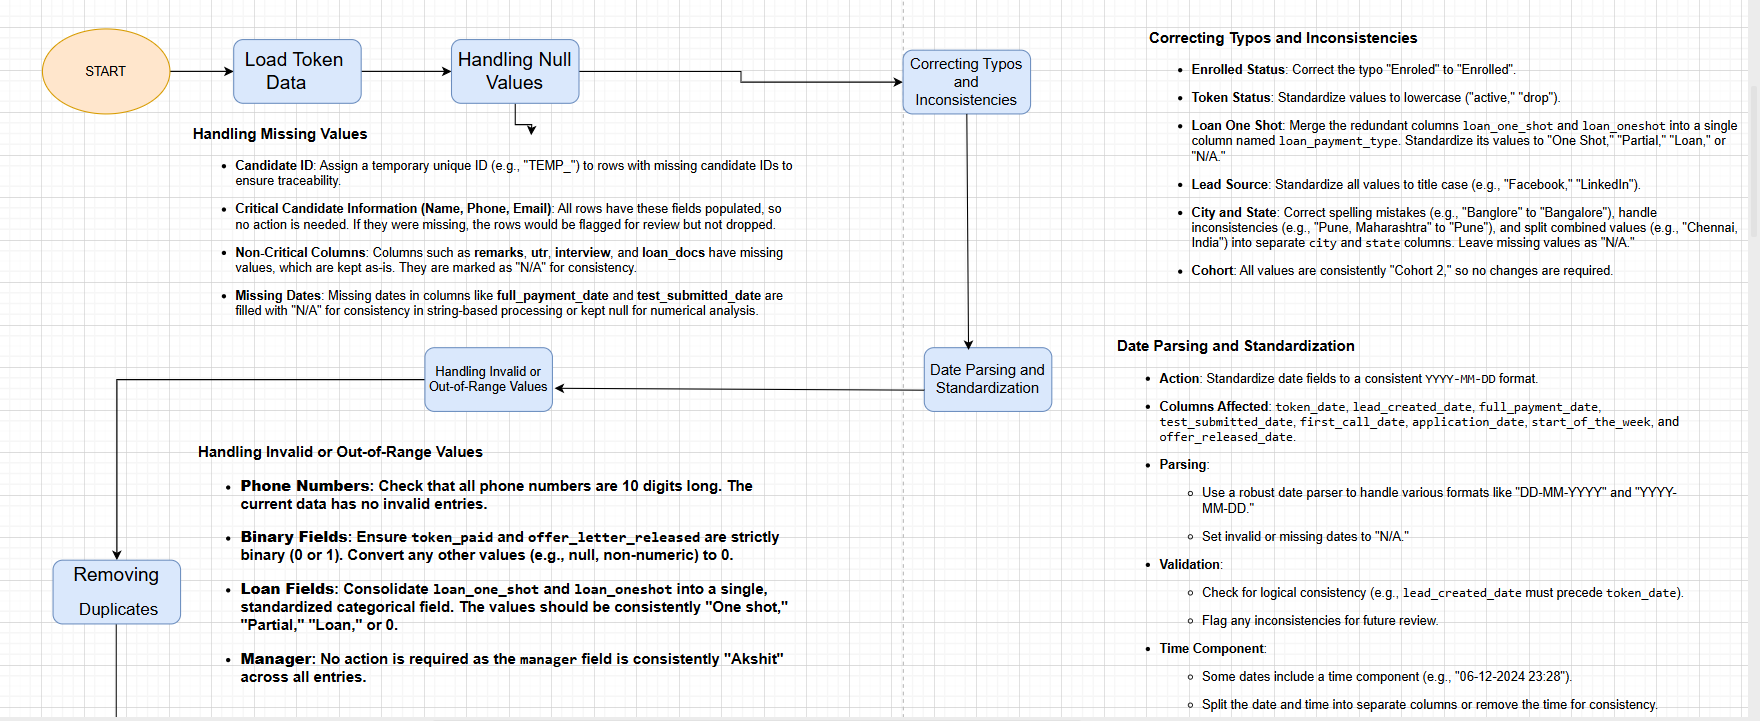 START
Load Token
Data
Handling Null
Values
Correcting Typos
and
Inconsistencies
Correcting Typos and Inconsistencies
• Enrolled Status: Correct the typo "Enroled" to "Enrolled".
• Token Status: Standardize values to lowercase ("active," "drop").
• Loan One Shot: Merge the redundant columns loan_one_shot and loan_oneshot into a single
column named loan_payment_type. Standardize its values to "One Shot," "Partial," "Loan," or
"N/A."
• Lead Source: Standardize all values to title case (e.g., "Facebook," "LinkedIn").
• City and State: Correct spelling mistakes (e.g., "Banglore" to "Bangalore"), handle
inconsistencies (e.g., "Pune, Maharashtra" to "Pune"), and split combined values (e.g., "Chennai,
India") into separate city and state columns. Leave missing values as "N/A."
• Cohort: All values are consistently "Cohort 2," so no changes are required.
Handling Missing Values
• Candidate ID: Assign a temporary unique ID (e.g., "TEMP_") to rows with missing candidate IDs to
ensure traceability.
• Critical Candidate Information (Name, Phone, Email): All rows have these fields populated, so
no action is needed. If they were missing, the rows would be flagged for review but not dropped.
• Non-Critical Columns: Columns such as remarks, utr, interview, and loan_docs have missing
values, which are kept as-is. They are marked as "N/A" for consistency.
• Missing Dates: Missing dates in columns like full_payment_date and test_submitted_date are
filled with "N/A" for consistency in string-based processing or kept null for numerical analysis.
Handling Invalid or
Out-of-Range Values
Date Parsing and
Standardization
Date Parsing and Standardization
• Action: Standardize date fields to a consistent YYYY-MM-DD format.
• Columns Affected: token_date, lead_created_date, full_payment_date,
test_submitted_date, first_call_date, application_date, start_of_the_week, and
offer_released_date.
• Parsing:
◦ Use a robust date parser to handle various formats like "DD-MM-YYYY" and "YYYY-
MM-DD."
◦ Set invalid or missing dates to "N/A."
• Validation:
◦ Check for logical consistency (e.g., lead_created_date must precede token_date).
◦ Flag any inconsistencies for future review.
• Time Component:
◦ Some dates include a time component (e.g., "06-12-2024 23:28").
◦ Split the date and time into separate columns or remove the time for consistency.
Handling Invalid or Out-of-Range Values
• Phone Numbers: Check that all phone numbers are 10 digits long. The
current data has no invalid entries.
• Binary Fields: Ensure token_paid and offer_letter_released are strictly
binary (0 or 1). Convert any other values (e.g., null, non-numeric) to 0.
• Loan Fields: Consolidate loan_one_shot and loan_oneshot into a single,
standardized categorical field. The values should be consistently "One shot,"
"Partial," "Loan," or 0.
• Manager: No action is required as the manager field is consistently "Akshit"
across all entries.
Removing
Duplicates